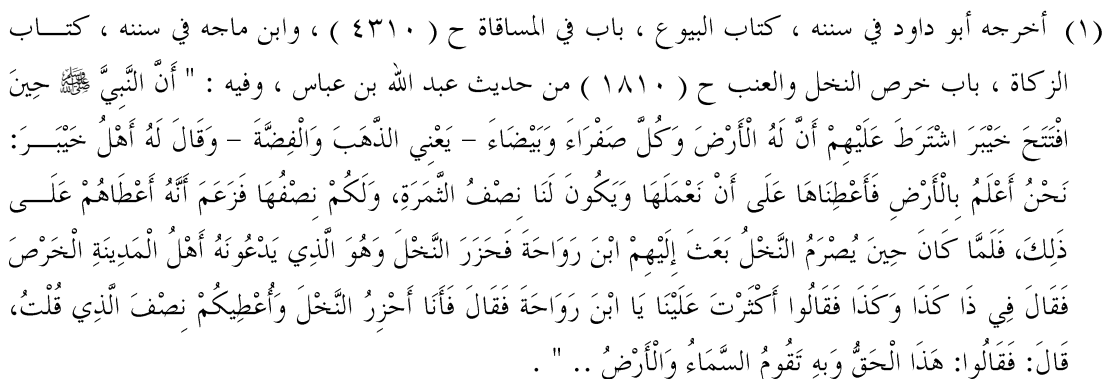 (١) أخرجه أبو داود في سننه ، كتاب البيوع ، باب في المساقاة ح ( ٤٣١٠ ) ، وابن ماجه في سننه ، كتـــاب
الزكاة ، باب خرص النخل والعنب ح ( ١٨١٠ ) من حديث عبد الله بن عباس ، وفيه : " أَنَّ النَّبِيَّ ﷺ حِينَ
افْتَتَحَ خَيْبَرَ اشْتَرَطَ عَلَيْهِمْ أَنَّ لَهُ الْأَرْضَ وَكُلَّ صَفْرَاءَ وَبَيْضَاءَ – يَعْنِي الذَّهَبَ وَالْفِضَّةَ – وَقَالَ لَهُ أَهْلُ خَيْبَـــرَ:
نَحْنُ أَعْلَمُ بِالْأَرْضِ فَأَعْطِنَاهَا عَلَى أَنْ نَعْمَلَهَا وَيَكُونَ لَنَا نِصْفُ الثَّمَرَةِ، وَلَكُمْ نِصْفُهَا فَزَعَمَ أَنَّهُ أَعْطَاهُمْ عَلَـــى
ذَلِكَ، فَلَمَّا كَانَ حِينَ يُصْرَمُ النَّخْلُ بَعَثَ إِلَيْهِمْ ابْنَ رَوَاحَةَ فَحَزَرَ النَّخْلَ وَهُوَ الَّذِي يَدْعُونَهُ أَهْلُ الْمَدِينَةِ الْخَرْصَ
فَقَالَ فِي ذَا كَذَا وَكَذَا فَقَالُوا أَكْثَرْتَ عَلَيْنَا يَا ابْنَ رَوَاحَةَ فَقَالَ فَأَنَا أَحْزِرُ النَّخْلَ وَأُعْطِيكُمْ نِصْفَ الَّذِي قُلْتُ،
قَالَ: فَقَالُوا: هَذَا الْحَقُّ وَبِهِ تَقُومُ السَّمَاءُ وَالْأَرْضُ .. " .